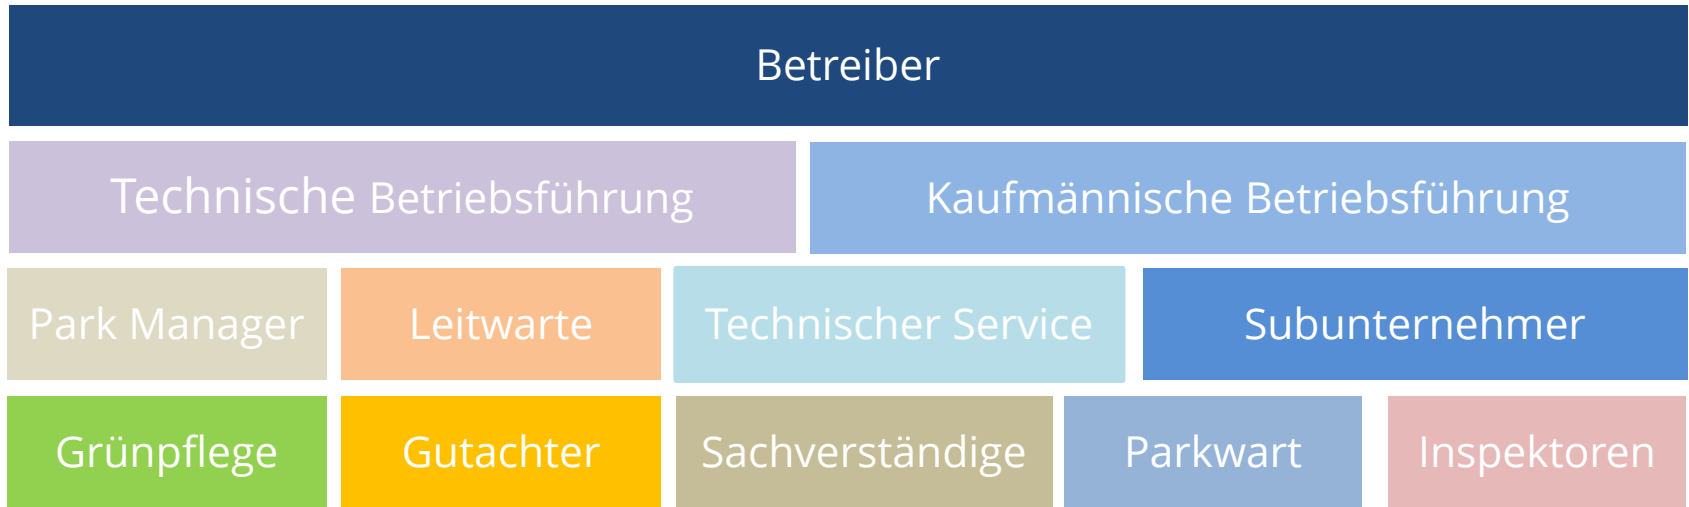 Betreiber
Technische Betriebsführung
Kaufmännische Betriebsführung
Park Manager
Leitwarte
Technischer Service
Subunternehmer
Grünpflege
Gutachter
Sachverständige
Parkwart
Inspektoren